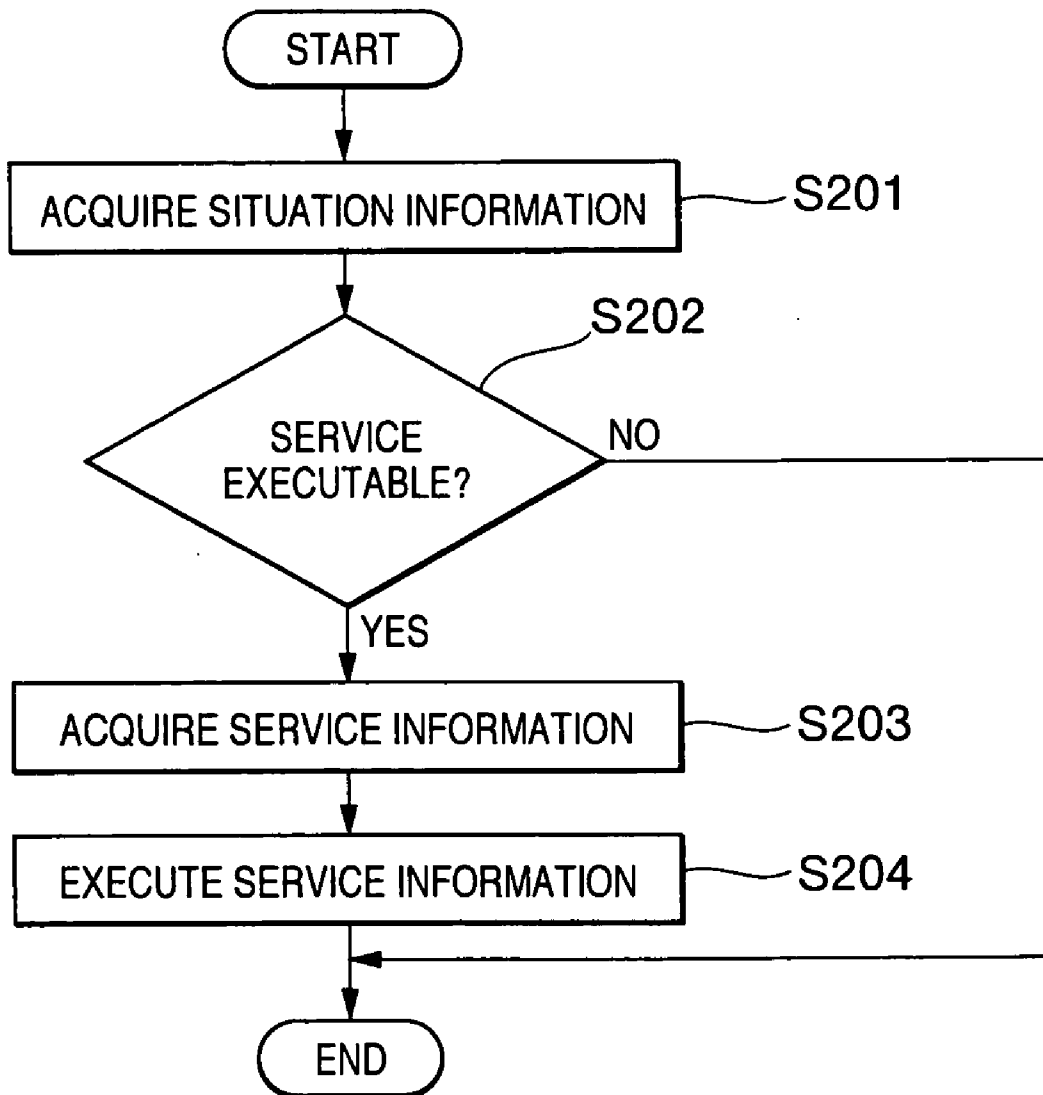 START
ACQUIRE SITUATION INFORMATION
S201
S202
SERVICE
EXECUTABLE?
NO
YES
ACQUIRE SERVICE INFORMATION
S203
EXECUTE SERVICE INFORMATION
S204
END